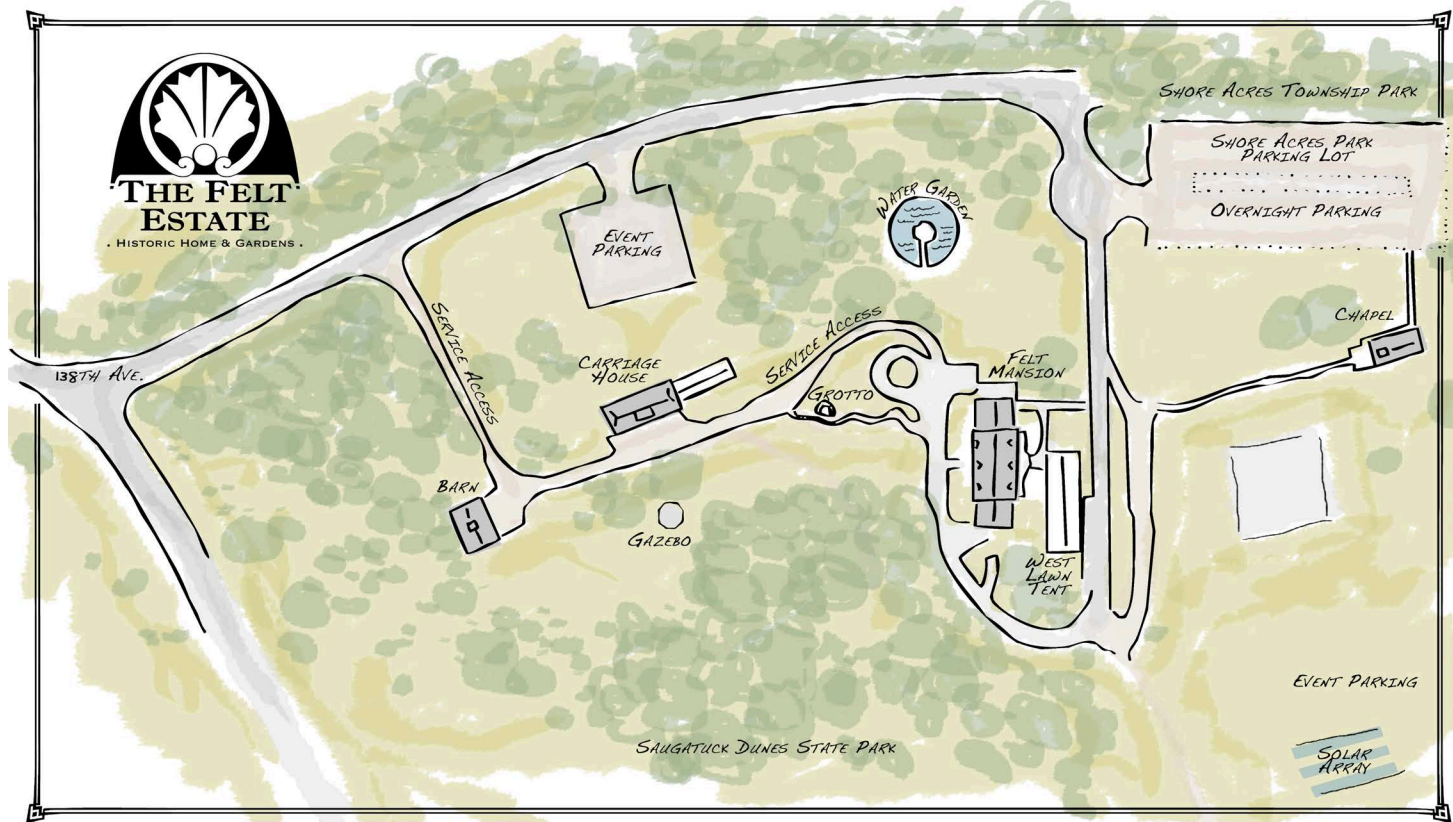 THE FELT
ESTATE
. HISTORIC HOME & GARDENS .
SHORE ACRES TOWNSHIP PARK
SHORE ACRES PARK
PARKING LOT
OVERNIGHT PARKING
WATER GARDEN
EVENT
PARKING
SERVICE ACCESS
SERVICE ACCESS
CHAPEL
138TH AVE.
CARRIAGE
HOUSE
FELT
MANSION
GROTTO
BARN
GAZEBO
WEST
LAWN
TENT
EVENT PARKING
SAUGATUCK DUNES STATE PARK
SOLAR
ARRAY